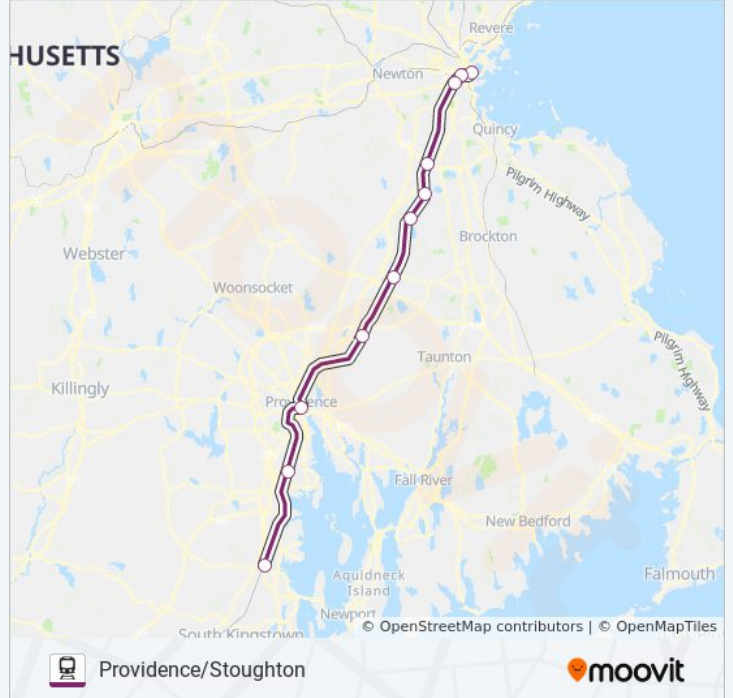 Revere
HUSETTS
Newton
Quincy
Pilgrim Highway
Brockton
Webster
Woonsocket
Pilgrim Highway
Taunton
Killingly
Providence
Fall River
New Bedford
Aquidneck
Island
Falmouth
Newport
© OpenStreetMap contributors | © OpenMapTiles
South Kingstown
Providence/Stoughton
moovit